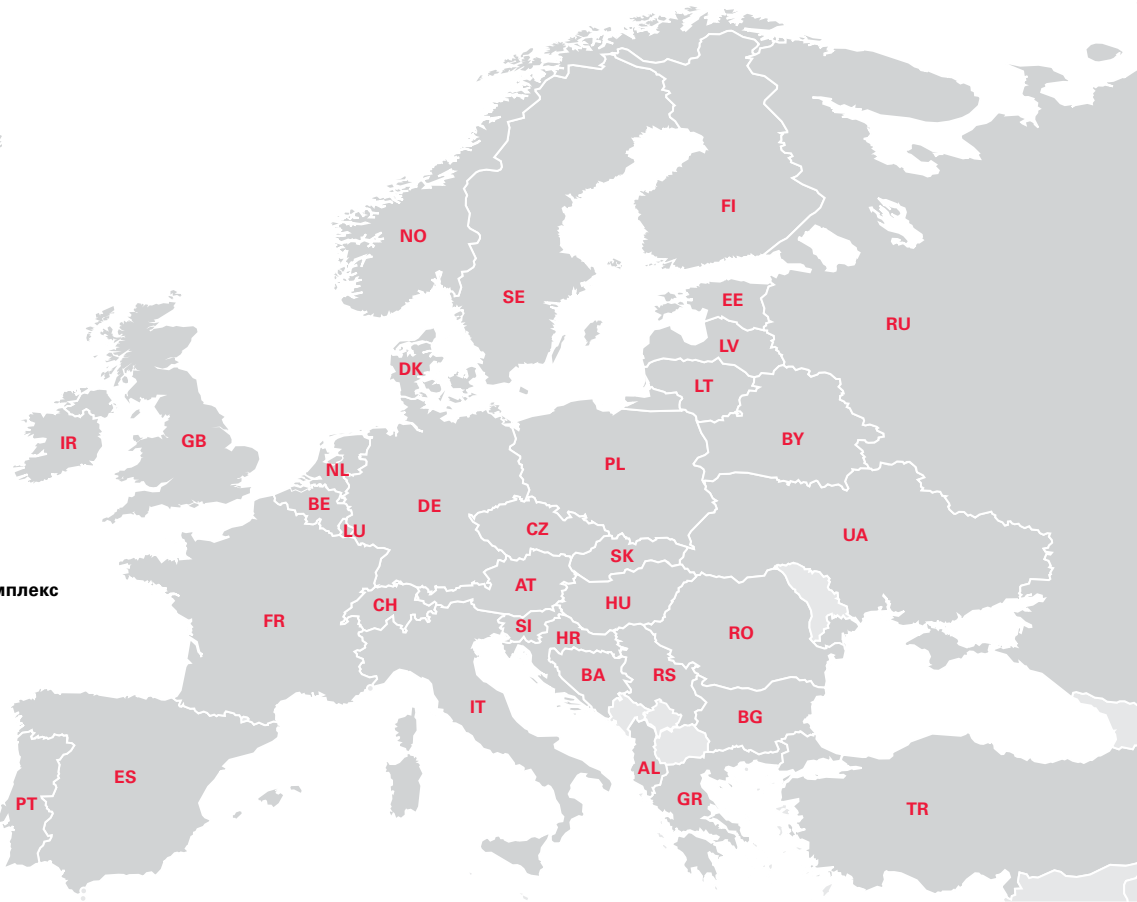 FI
NO
SE
EE
RU
LV
DK
LT
BY
IR
GB
PL
NL
BE
DE
LU
CZ
UA
SK
AT
мплекс
CH
HU
FR
SI
HR
RO
BA
RS
IT
BG
AL
ES
GR
PT
TR